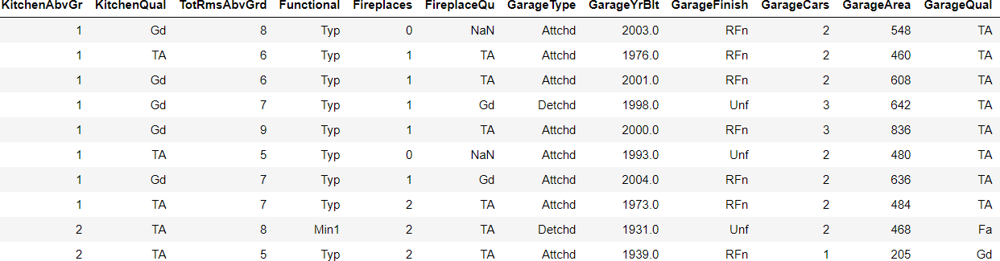 KitchenAbvGr KitchenQual TotRmsAbvGrd Functional Fireplaces FireplaceQu GarageType GarageYrBlt GarageFinish GarageCars GarageArea GarageQual
1 Gd 8 Typ 0 NaN Attchd 2003.0 RFn 2 548 TA
1 TA 6 Typ 1 TA Attchd 1976.0 RFn 2 460 TA
1 Gd 6 Typ 1 TA Attchd 2001.0 RFn 2 608 TA
1 Gd 7 Typ 1 Gd Detchd 1998.0 Unf 3 642 TA
1 Gd 9 Typ 1 TA Attchd 2000.0 RFn 3 836 TA
1 TA 5 Typ 0 NaN Attchd 1993.0 Unf 2 480 TA
1 Gd 7 Typ 1 Gd Attchd 2004.0 RFn 2 636 TA
1 TA 7 Typ 2 TA Attchd 1973.0 RFn 2 484 TA
2 TA 8 Min1 2 TA Detchd 1931.0 Unf 2 468 Fa
2 TA 5 Typ 2 TA Attchd 1939.0 RFn 1 205 Gd